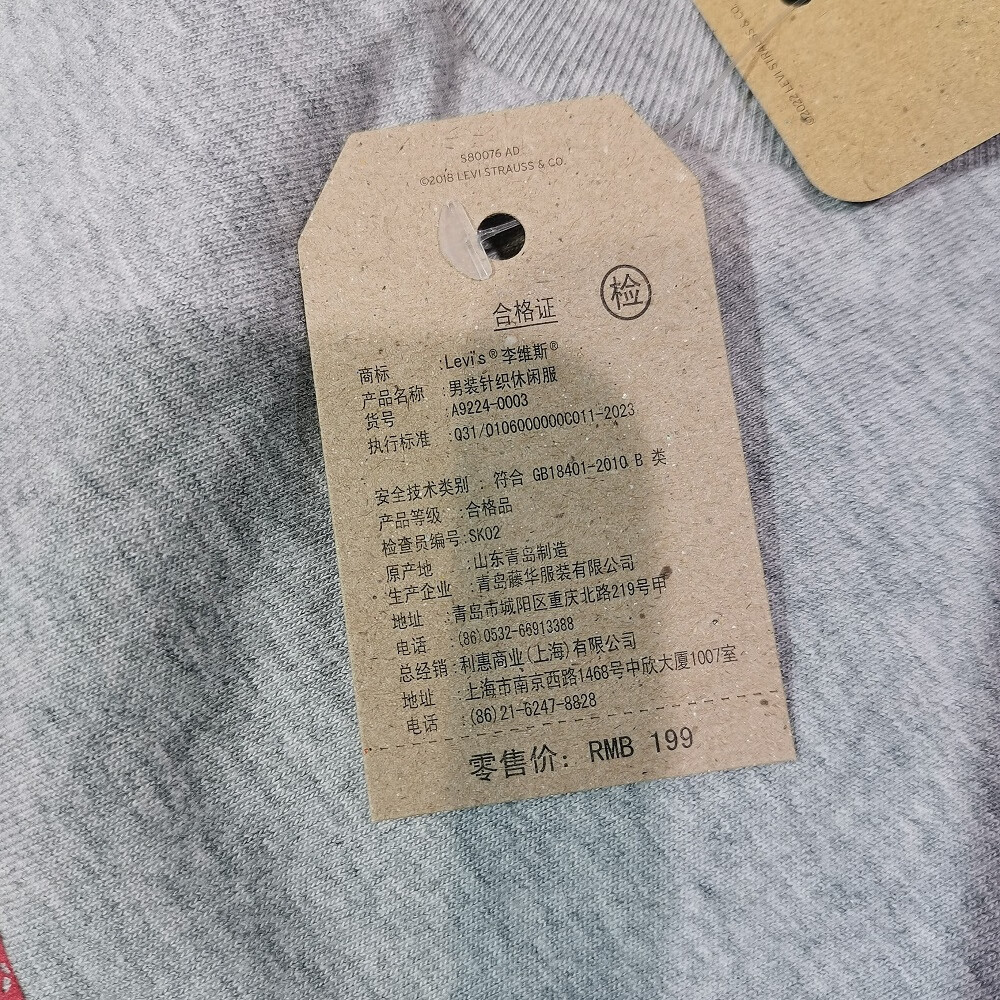 ©2022 LEVI STRAUSS & CO.
S80076 AD
©2018 LEVI STRAUSS & CO.
检
合格证
商标 :Levi's®李维斯®
产品名称 :男装针织休闲服
货号 :A9224-0003
执行标准 :Q31/0106000000C011-2023
安全技术类别 : 符合 GB18401-2010 B 类
产品等级 :合格品
检查员编号:SK02
原产地 :山东青岛制造
生产企业 :青岛藤华服装有限公司
地址 :青岛市城阳区重庆北路219号甲
电话 :(86)0532-66913388
总经销:利惠商业(上海)有限公司
地址 :上海市南京西路1468号中欣大厦1007室
电话 :(86)21-6247-8828
零售价: RMB 199